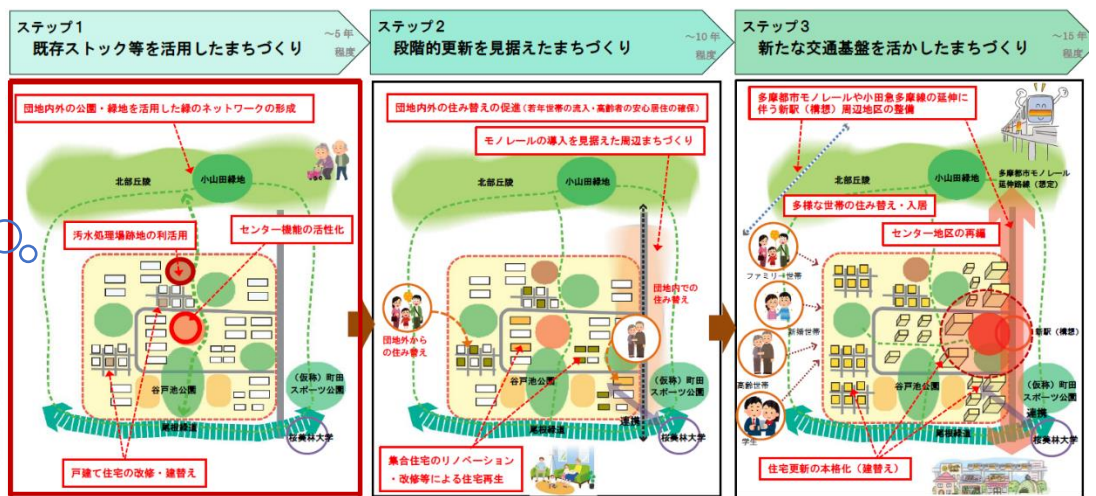 ステップ1
既存ストック等を活用したまちづくり
～5年
程度
団地内外の公園・緑地を活用した緑のネットワークの形成
北部丘陵
小山田緑地
汚水処理場跡地の利活用
センター機能の活性化
谷戸池公園
（仮称）町田
スポーツ公園
尾根緑道
桜美林大学
戸建て住宅の改修・建替え
ステップ2
段階的更新を見据えたまちづくり
～10年
程度
団地内外の住み替えの促進（若年世帯の流入・高齢者の安心居住の確保）
モノレールの導入を見据えた周辺まちづくり
北部丘陵
小山田緑地
団地内での
住み替え
団地外から
の住み替え
谷戸池公園
（仮称）町田
スポーツ公園
連携
尾根緑道
桜美林大学
集合住宅のリノベーション
・改修等による住宅再生
ステップ3
新たな交通基盤を活かしたまちづくり
～15年
程度
多摩都市モノレールや小田急多摩線の延伸に
伴う新駅（構想）周辺地区の整備
北部丘陵
小山田緑地
多摩都市モノレール
延伸路線（想定）
多様な世帯の住み替え・入居
センター地区の再編
ファミリー世帯
新婚世帯
新駅（構想）
高齢世帯
谷戸池公園
（仮称）町田
スポーツ公園
学生
連携
尾根緑道
桜美林大学
住宅更新の本格化（建替え）